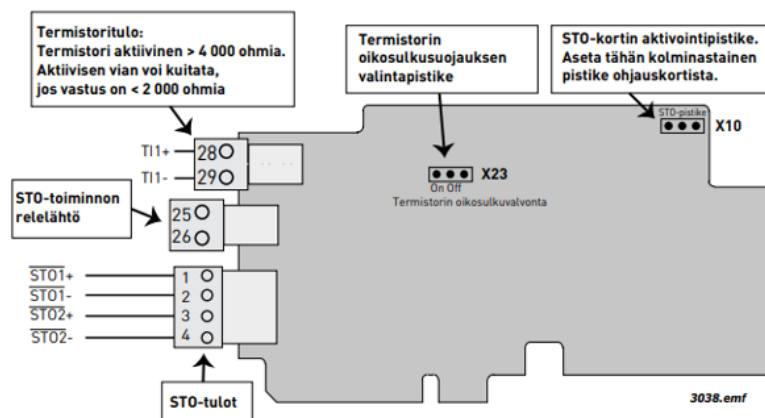 Termistoritulo:
Termistori aktiivinen > 4 000 ohmia.
Aktiivisen vian voi kuitata,
jos vastus on < 2 000 ohmia
Termistorin
oikosulkusuojauksen
valintapistike
STO-kortin aktivointipistike.
Aseta tähän kolminastainen
pistike ohjauskortista.
STO-pistike
X10
TI1+
28
TI1-
29
X23
On Off
Termistorin oikosulkuvalvonta
STO-toiminnon
relelähtö
25
26
STO1+
1
STO1-
2
STO2+
3
STO2-
4
STO-tulot
3038.emf